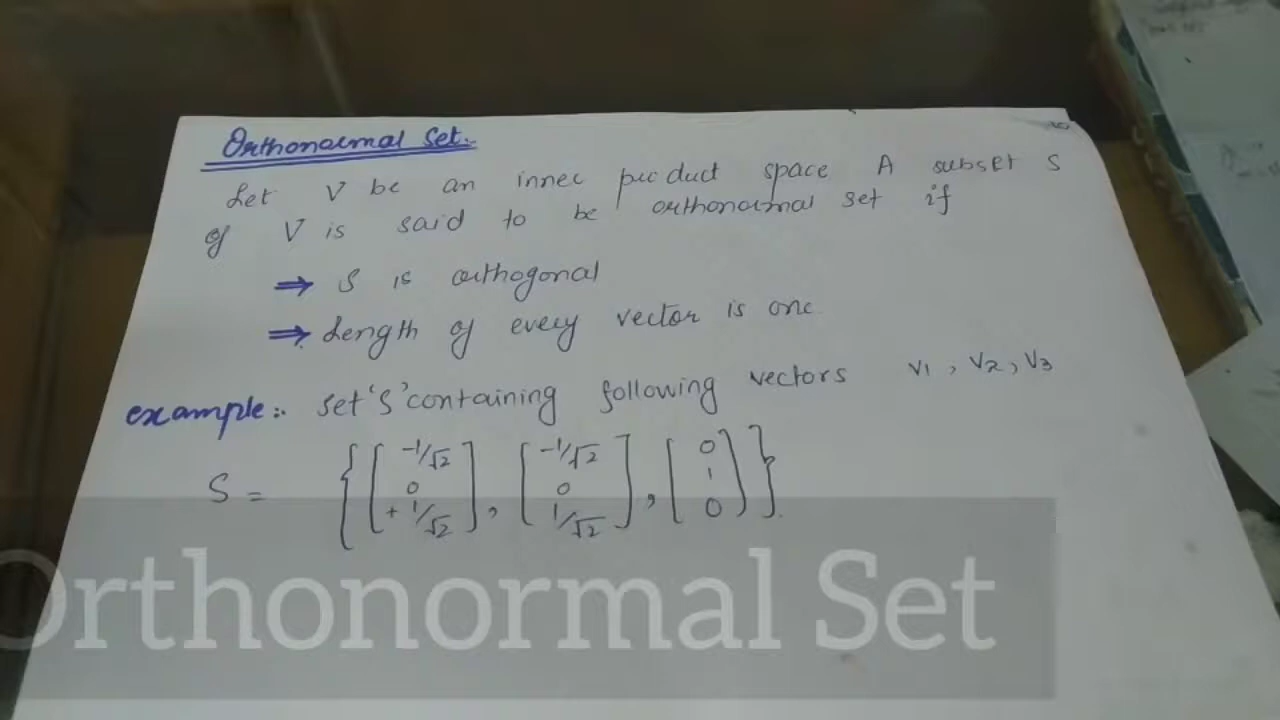 Orthonormal Set:-
Let V be an inner product space A subset S
of V is said to be orthonormal set if
⇒ S is orthogonal
⇒ Length of every vector is one.
example:- set 'S' containing following vectors v1, v2, v3
S = {[-1/√2 0 +1/√2], [-1/√2 0 1/√2], [0 1 0]}.
Orthonormal Set